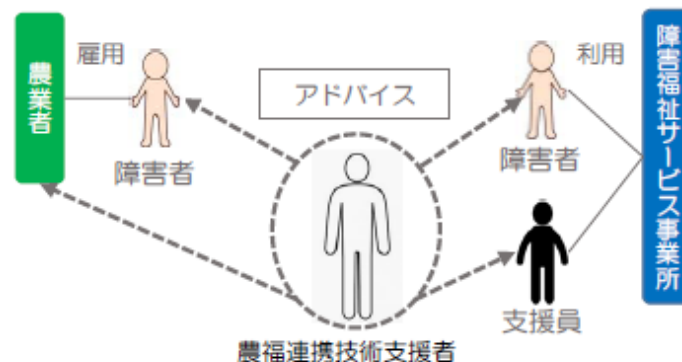 農業者
雇用
障害者
アドバイス
利用
障害者
支援員
障害福祉サービス事業所
農福連携技術支援者